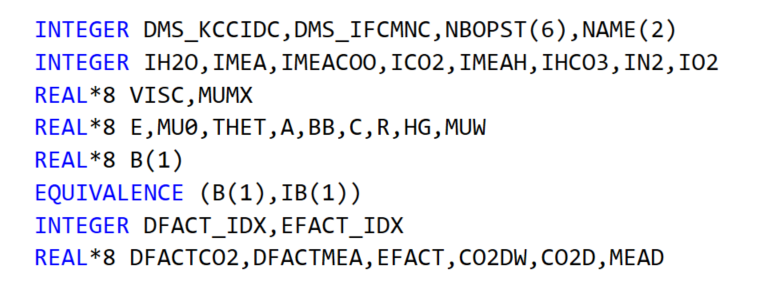 INTEGER DMS_KCCIDC,DMS_IFCMNC,NBOPST(6),NAME(2)
INTEGER IH2O,IMEA,IMEACOO,ICO2,IMEAH,IHCO3,IN2,IO2
REAL*8 VISC,MUMX
REAL*8 E,MU0,THET,A,BB,C,R,HG,MUW
REAL*8 B(1)
EQUIVALENCE (B(1),IB(1))
INTEGER DFACT_IDX,EFACT_IDX
REAL*8 DFACTCO2,DFACTMEA,EFACT,CO2DW,CO2D,MEAD